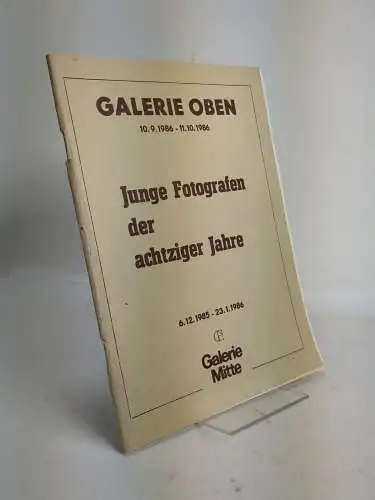 GALERIE OBEN
10.9.1986 - 11.10.1986
Junge Fotografen
der
achtziger Jahre
6.12.1985 - 23.1.1986
Galerie
Mitte